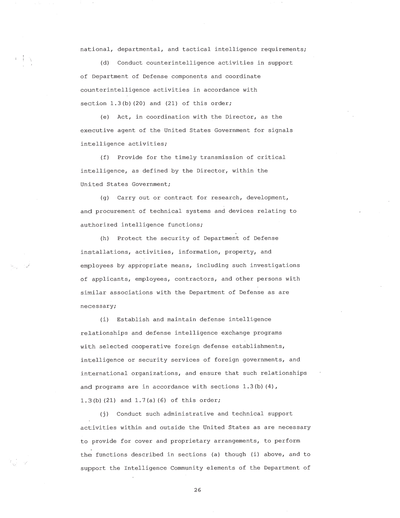 national, departmental, and tactical intelligence requirements;
(d) Conduct counterintelligence activities in support
of Department of Defense components and coordinate
counterintelligence activities in accordance with
section 1.3(b)(20) and (21) of this order;
(e) Act, in coordination with the Director, as the
executive agent of the United States Government for signals
intelligence activities;
(f) Provide for the timely transmission of critical
intelligence, as defined by the Director, within the
United States Government;
(g) Carry out or contract for research, development,
and procurement of technical systems and devices relating to
authorized intelligence functions;
(h) Protect the security of Department of Defense
installations, activities, information, property, and
employees by appropriate means, including such investigations
of applicants, employees, contractors, and other persons with
similar associations with the Department of Defense as are
necessary;
(i) Establish and maintain defense intelligence
relationships and defense intelligence exchange programs
with selected cooperative foreign defense establishments,
intelligence or security services of foreign governments, and
international organizations, and ensure that such relationships
and programs are in accordance with sections 1.3(b)(4),
1.3(b)(21) and 1.7(a)(6) of this order;
(j) Conduct such administrative and technical support
activities within and outside the United States as are necessary
to provide for cover and proprietary arrangements, to perform
the functions described in sections (a) though (i) above, and to
support the Intelligence Community elements of the Department of
26